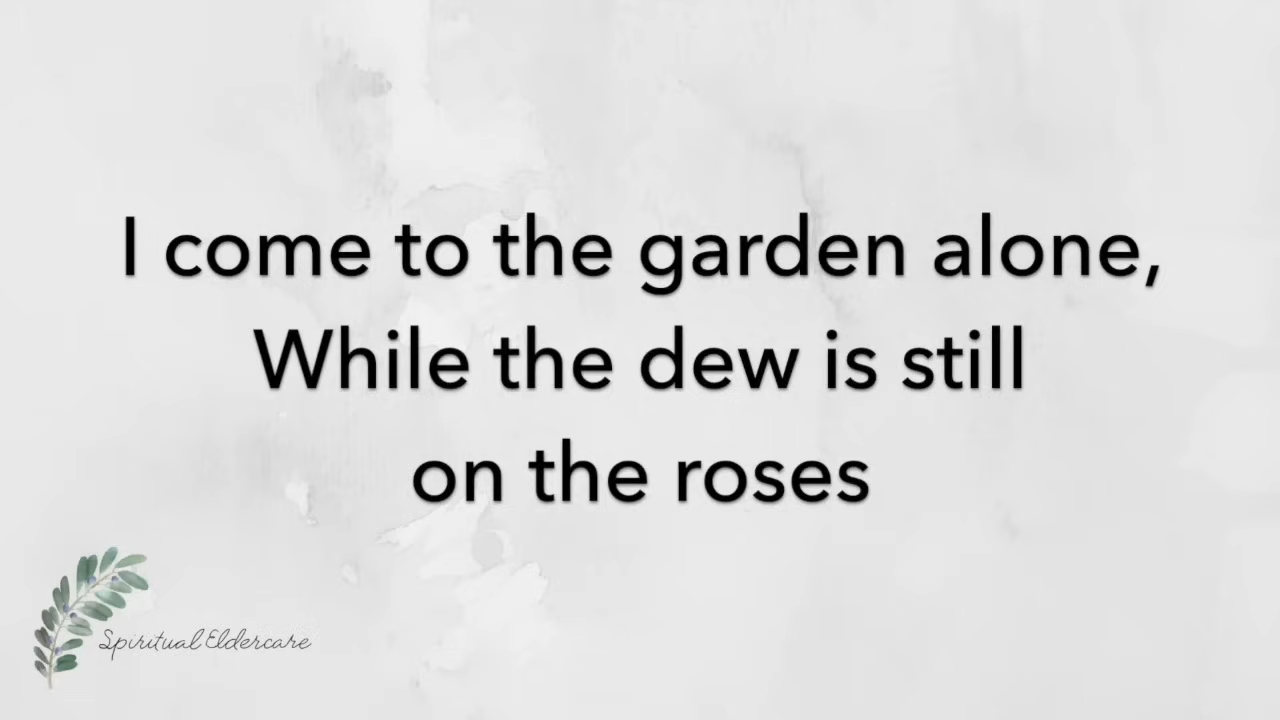 I come to the garden alone,
While the dew is still
on the roses
Spiritual Eldercare